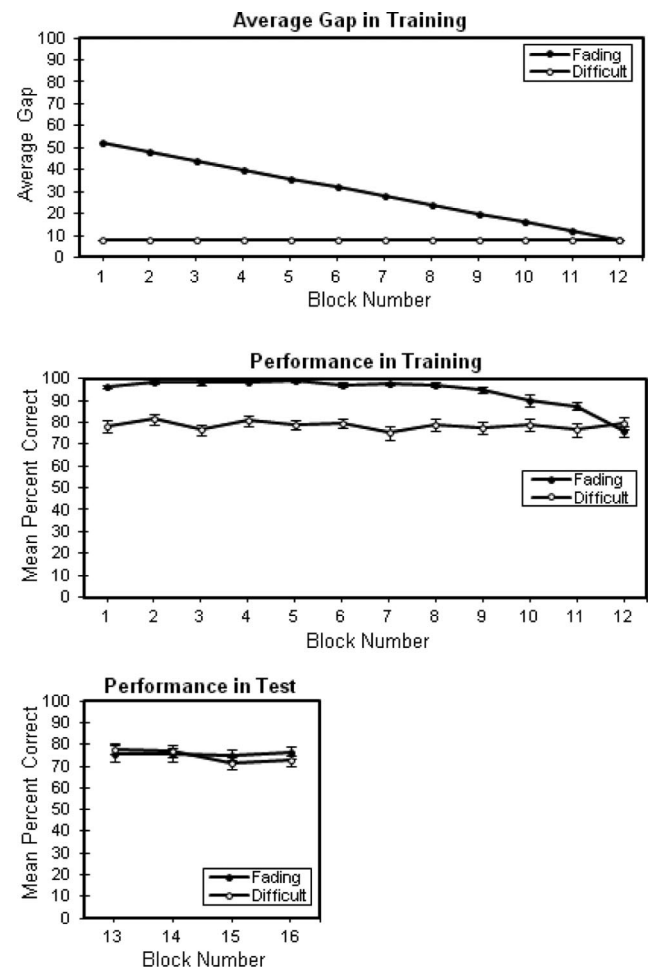 Average Gap in Training
100
90
80
70
60
50
40
30
20
10
0
Average Gap
Fading
Difficult
1 2 3 4 5 6 7 8 9 10 11 12
Block Number
Performance in Training
100
90
80
70
60
50
40
30
20
10
0
Mean Percent Correct
Fading
Difficult
1 2 3 4 5 6 7 8 9 10 11 12
Block Number
Performance in Test
100
90
80
70
60
50
40
30
20
10
0
Mean Percent Correct
Fading
Difficult
13 14 15 16
Block Number